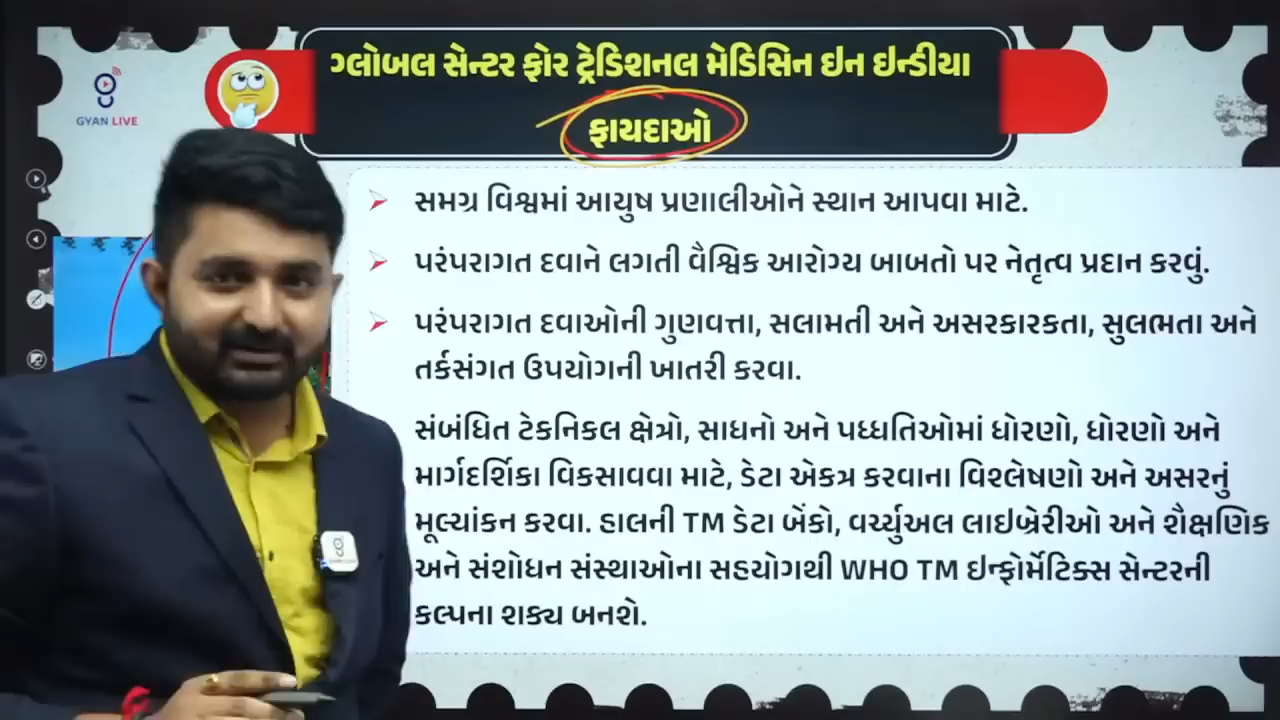 GYAN LIVE
ગ્લોબલ સેન્ટર ફોર ટ્રેડિશનલ મેડિસિન ઇન ઇન્ડીયા
ફાયદાઓ
સમગ્ર વિશ્વમાં આયુષ પ્રણાલીઓને સ્થાન આપવા માટે.
પરંપરાગત દવાને લગતી વૈશ્વિક આરોગ્ય બાબતો પર નેતૃત્વ પ્રદાન કરવું.
પરંપરાગત દવાઓની ગુણવત્તા, સલામતી અને અસરકારકતા, સુલભતા અને
તર્કસંગત ઉપયોગની ખાતરી કરવા.
સંબંધિત ટેકનિકલ ક્ષેત્રો, સાધનો અને પધ્ધતિઓમાં ધોરણો, ધોરણો અને
માર્ગદર્શિકા વિકસાવવા માટે, ડેટા એકત્ર કરવાના વિશ્લેષણો અને અસરનું
મૂલ્યાંકન કરવા. હાલની TM ડેટા બેંકો, વર્ચ્યુઅલ લાઇબ્રેરીઓ અને શૈક્ષણિક
અને સંશોધન સંસ્થાઓના સહયોગથી WHO TM ઇન્ફોર્મેટિક્સ સેન્ટરની
કલ્પના શક્ય બનશે.